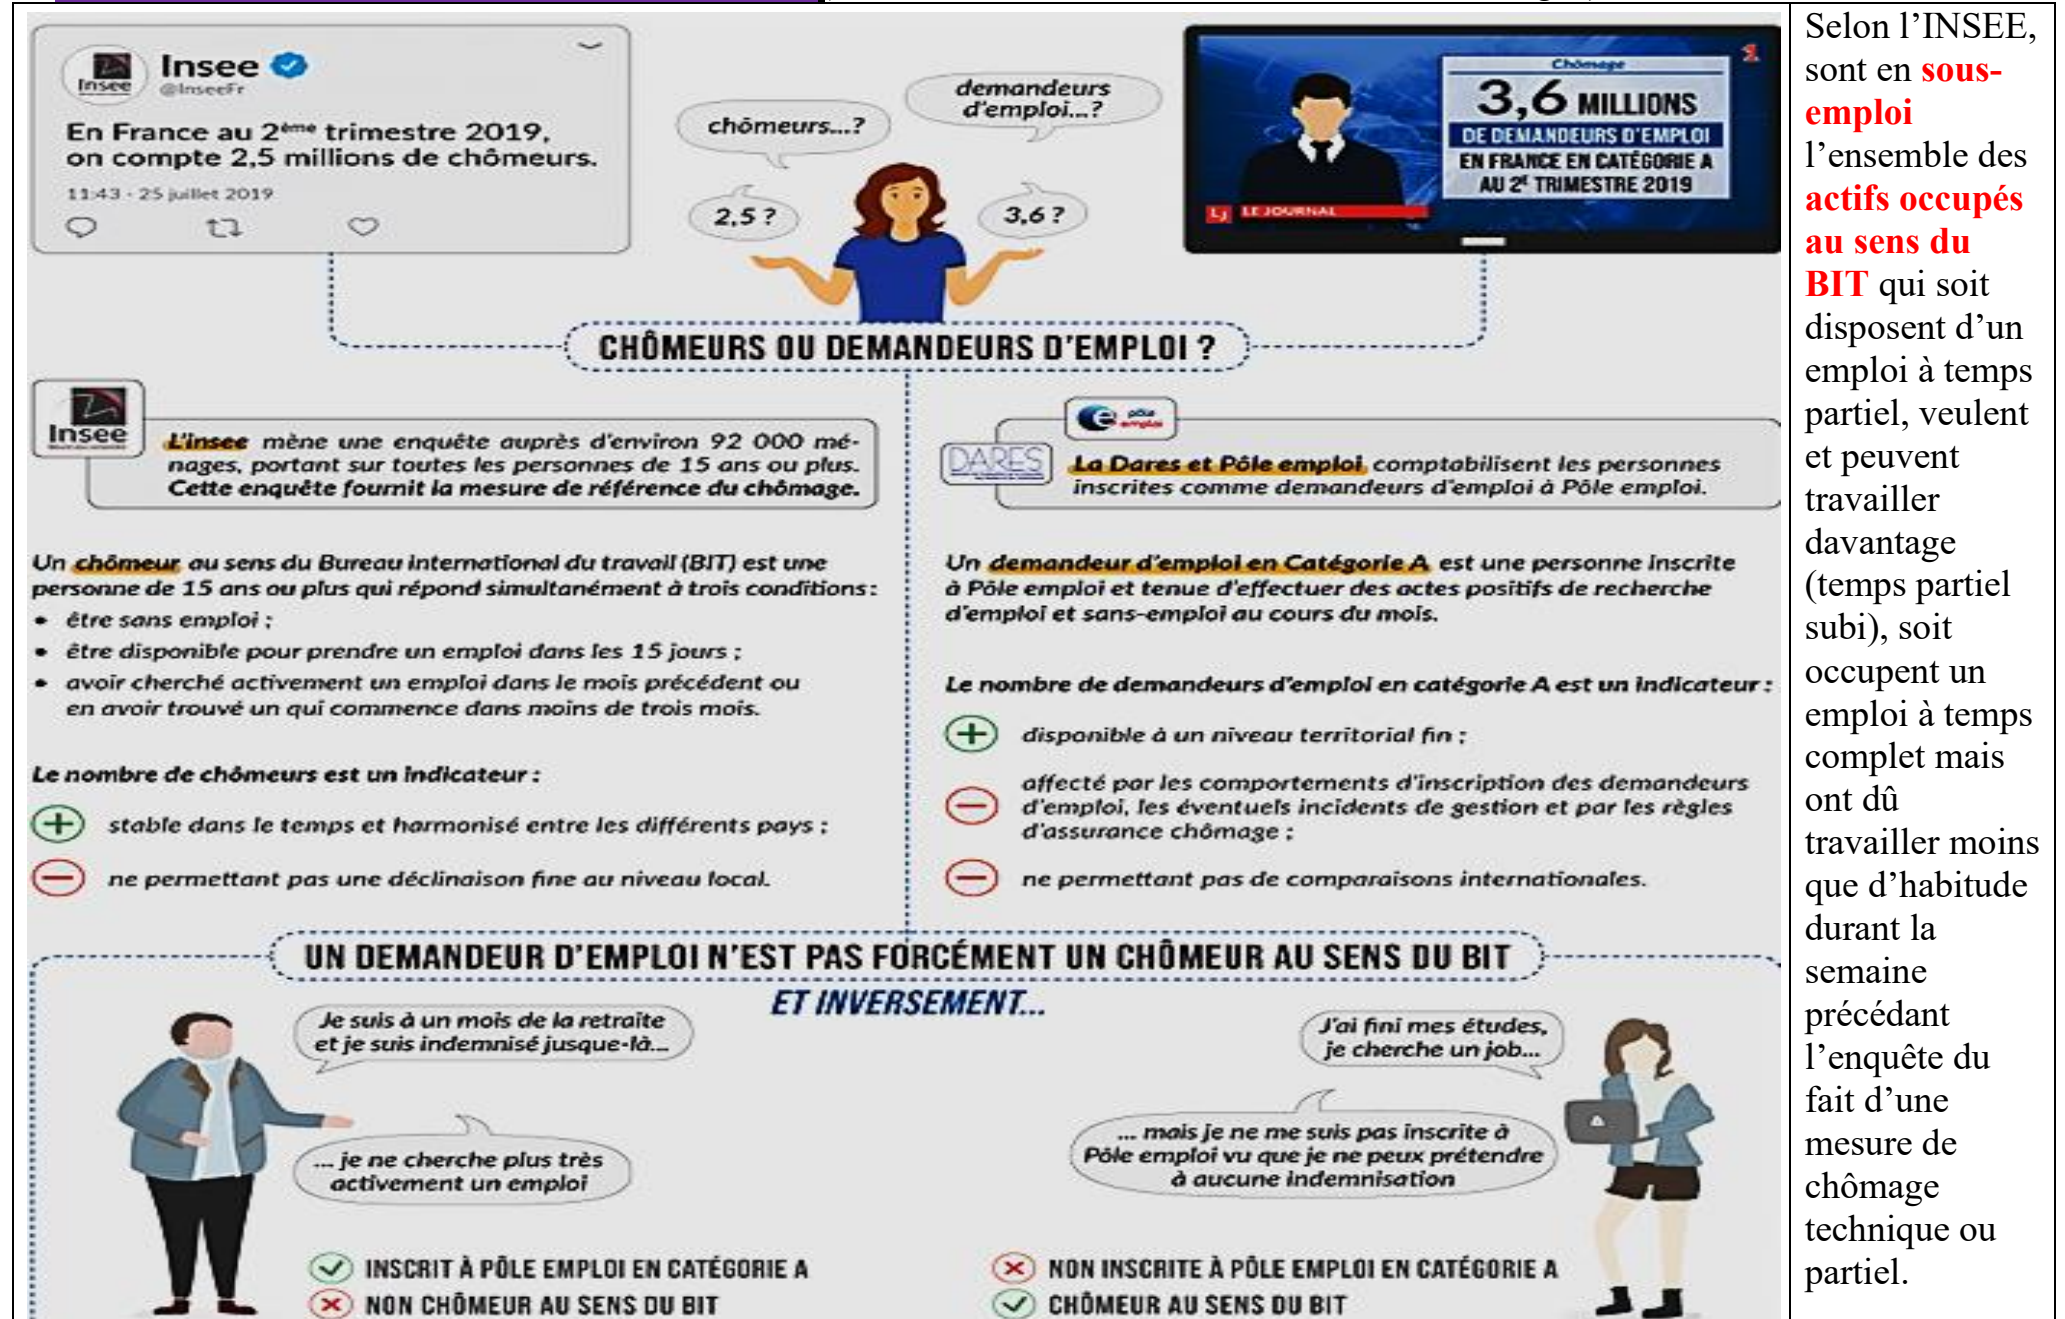 Insee
Insee
@InseeFr
En France au 2ème trimestre 2019,
on compte 2,5 millions de chômeurs.
11:43 - 25 juillet 2019
chômeurs...?
demandeurs
d'emploi...?
2,5 ?
3,6 ?
Chômage
1
3,6 MILLIONS
DE DEMANDEURS D'EMPLOI
EN FRANCE EN CATÉGORIE A
AU 2E TRIMESTRE 2019
LJ LE JOURNAL
CHÔMEURS OU DEMANDEURS D'EMPLOI ?
Insee
L'insee mène une enquête auprès d'environ 92 000 mé-
nages, portant sur toutes les personnes de 15 ans ou plus.
Cette enquête fournit la mesure de référence du chômage.
Un chômeur au sens du Bureau international du travail (BIT) est une
personne de 15 ans ou plus qui répond simultanément à trois conditions :
• être sans emploi ;
• être disponible pour prendre un emploi dans les 15 jours ;
• avoir cherché activement un emploi dans le mois précédent ou
en avoir trouvé un qui commence dans moins de trois mois.
Le nombre de chômeurs est un indicateur :
+ stable dans le temps et harmonisé entre les différents pays ;
− ne permettant pas une déclinaison fine au niveau local.
pôle
emploi
DARES
La Dares et Pôle emploi comptabilisent les personnes
inscrites comme demandeurs d'emploi à Pôle emploi.
Un demandeur d'emploi en Catégorie A est une personne inscrite
à Pôle emploi et tenue d'effectuer des actes positifs de recherche
d'emploi et sans-emploi au cours du mois.
Le nombre de demandeurs d'emploi en catégorie A est un indicateur :
+ disponible à un niveau territorial fin ;
− affecté par les comportements d'inscription des demandeurs
d'emploi, les éventuels incidents de gestion et par les règles
d'assurance chômage ;
− ne permettant pas de comparaisons internationales.
UN DEMANDEUR D'EMPLOI N'EST PAS FORCÉMENT UN CHÔMEUR AU SENS DU BIT
ET INVERSEMENT...
Je suis à un mois de la retraite
et je suis indemnisé jusque-là...
... je ne cherche plus très
activement un emploi
INSCRIT À PÔLE EMPLOI EN CATÉGORIE A
NON CHÔMEUR AU SENS DU BIT
J'ai fini mes études,
je cherche un job...
... mais je ne me suis pas inscrite à
Pôle emploi vu que je ne peux prétendre
à aucune indemnisation
NON INSCRITE À PÔLE EMPLOI EN CATÉGORIE A
CHÔMEUR AU SENS DU BIT
Selon l'INSEE,
sont en sous-
emploi
l'ensemble des
actifs occupés
au sens du
BIT qui soit
disposent d'un
emploi à temps
partiel, veulent
et peuvent
travailler
davantage
(temps partiel
subi), soit
occupent un
emploi à temps
complet mais
ont dû
travailler moins
que d'habitude
durant la
semaine
précédant
l'enquête du
fait d'une
mesure de
chômage
technique ou
partiel.